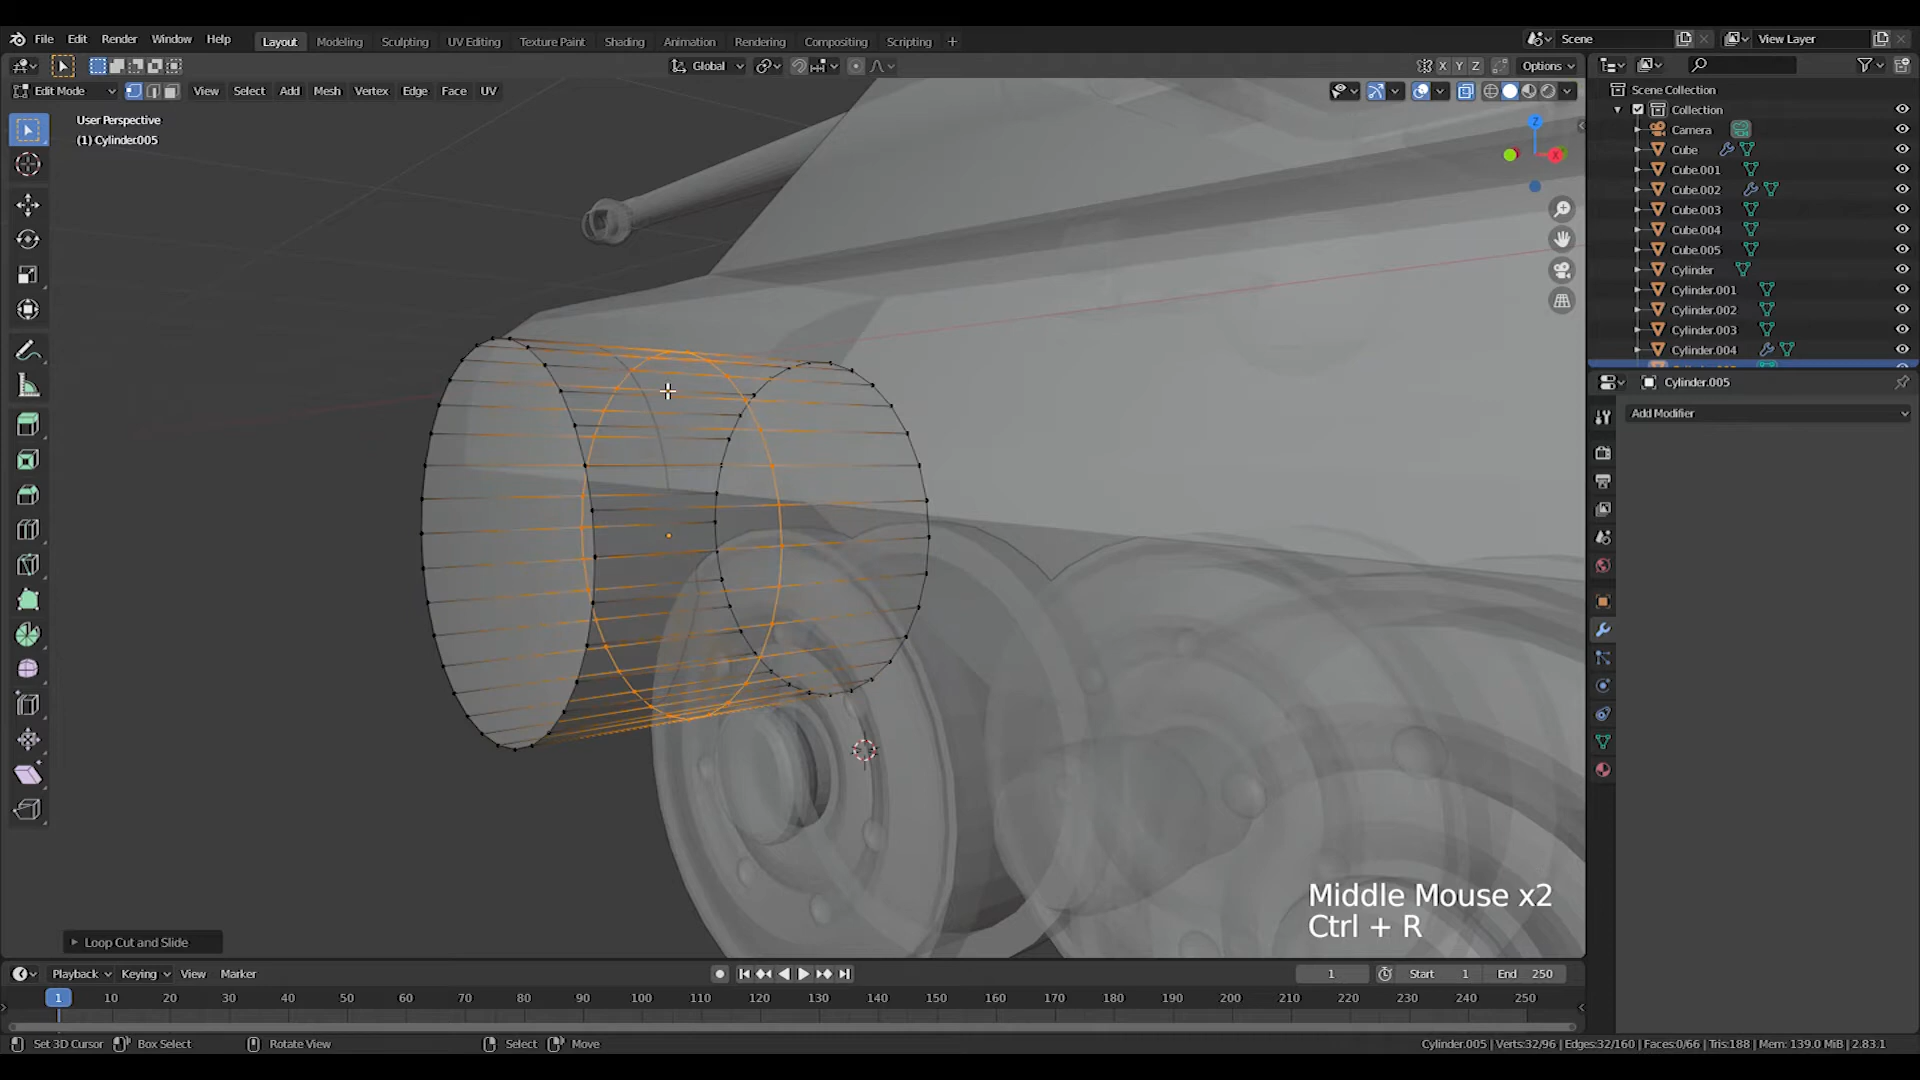 File Edit Render Window Help
Layout Modeling Sculpting UV Editing Texture Paint Shading Animation Rendering Compositing Scripting +
Scene
View Layer
Global
X Y Z
Options
Edit Mode
View Select Add Mesh Vertex Edge Face UV
User Perspective
(1) Cylinder.005
Z
X
Scene Collection
Collection
Camera
Cube
Cube.001
Cube.002
Cube.003
Cube.004
Cube.005
Cylinder
Cylinder.001
Cylinder.002
Cylinder.003
Cylinder.004
Cylinder.005
Add Modifier
Middle Mouse x2
Ctrl + R
Loop Cut and Slide
Playback Keying View Marker
1
Start 1
End 250
1 10 20 30 40 50 60 70 80 90 100 110 120 130 140 150 160 170 180 190 200 210 220 230 240 250
Set 3D Cursor Box Select Rotate View Select Move
Cylinder.005 | Verts:32/96 | Edges:32/160 | Faces:0/66 | Tris:188 | Mem: 139.0 MiB | 2.83.1